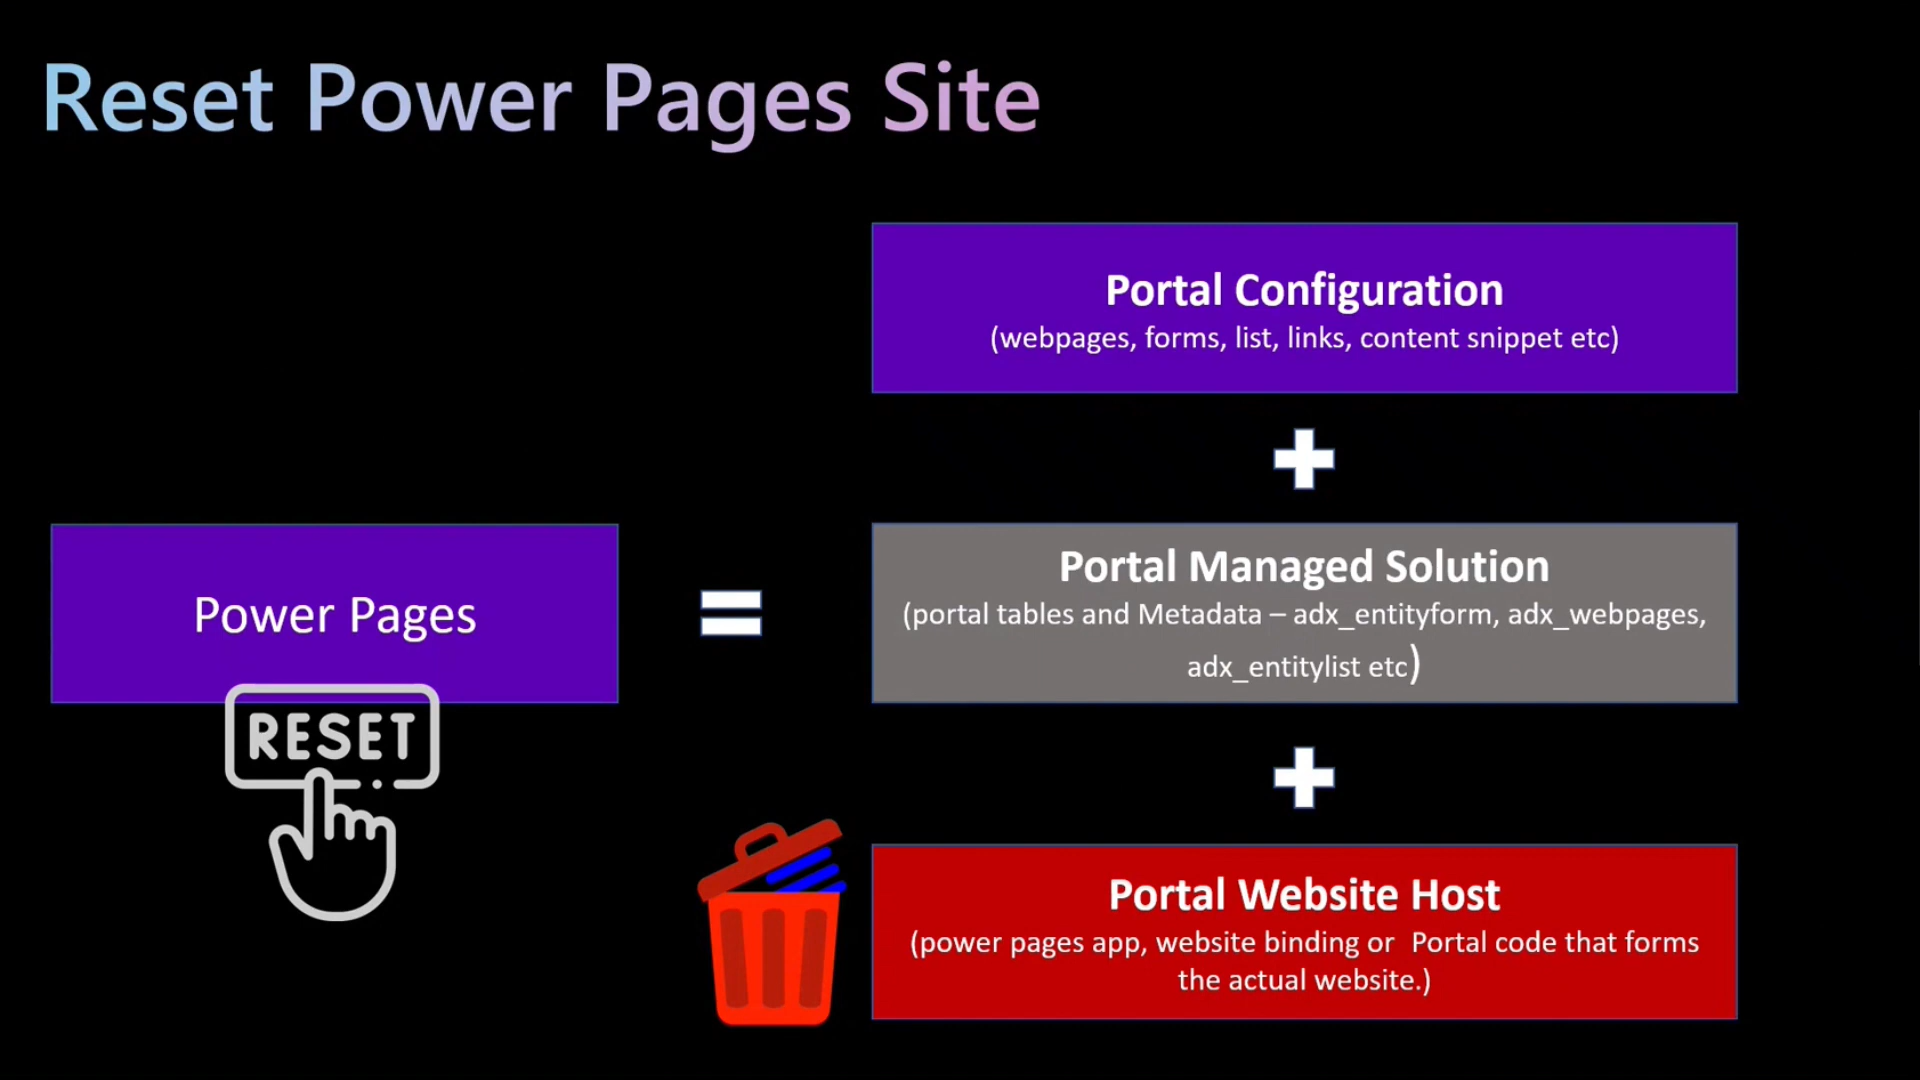 Reset Power Pages Site
Portal Configuration
(webpages, forms, list, links, content snippet etc)
Power Pages
RESET
Portal Managed Solution
(portal tables and Metadata – adx_entityform, adx_webpages,
adx_entitylist etc)
Portal Website Host
(power pages app, website binding or  Portal code that forms
the actual website.)